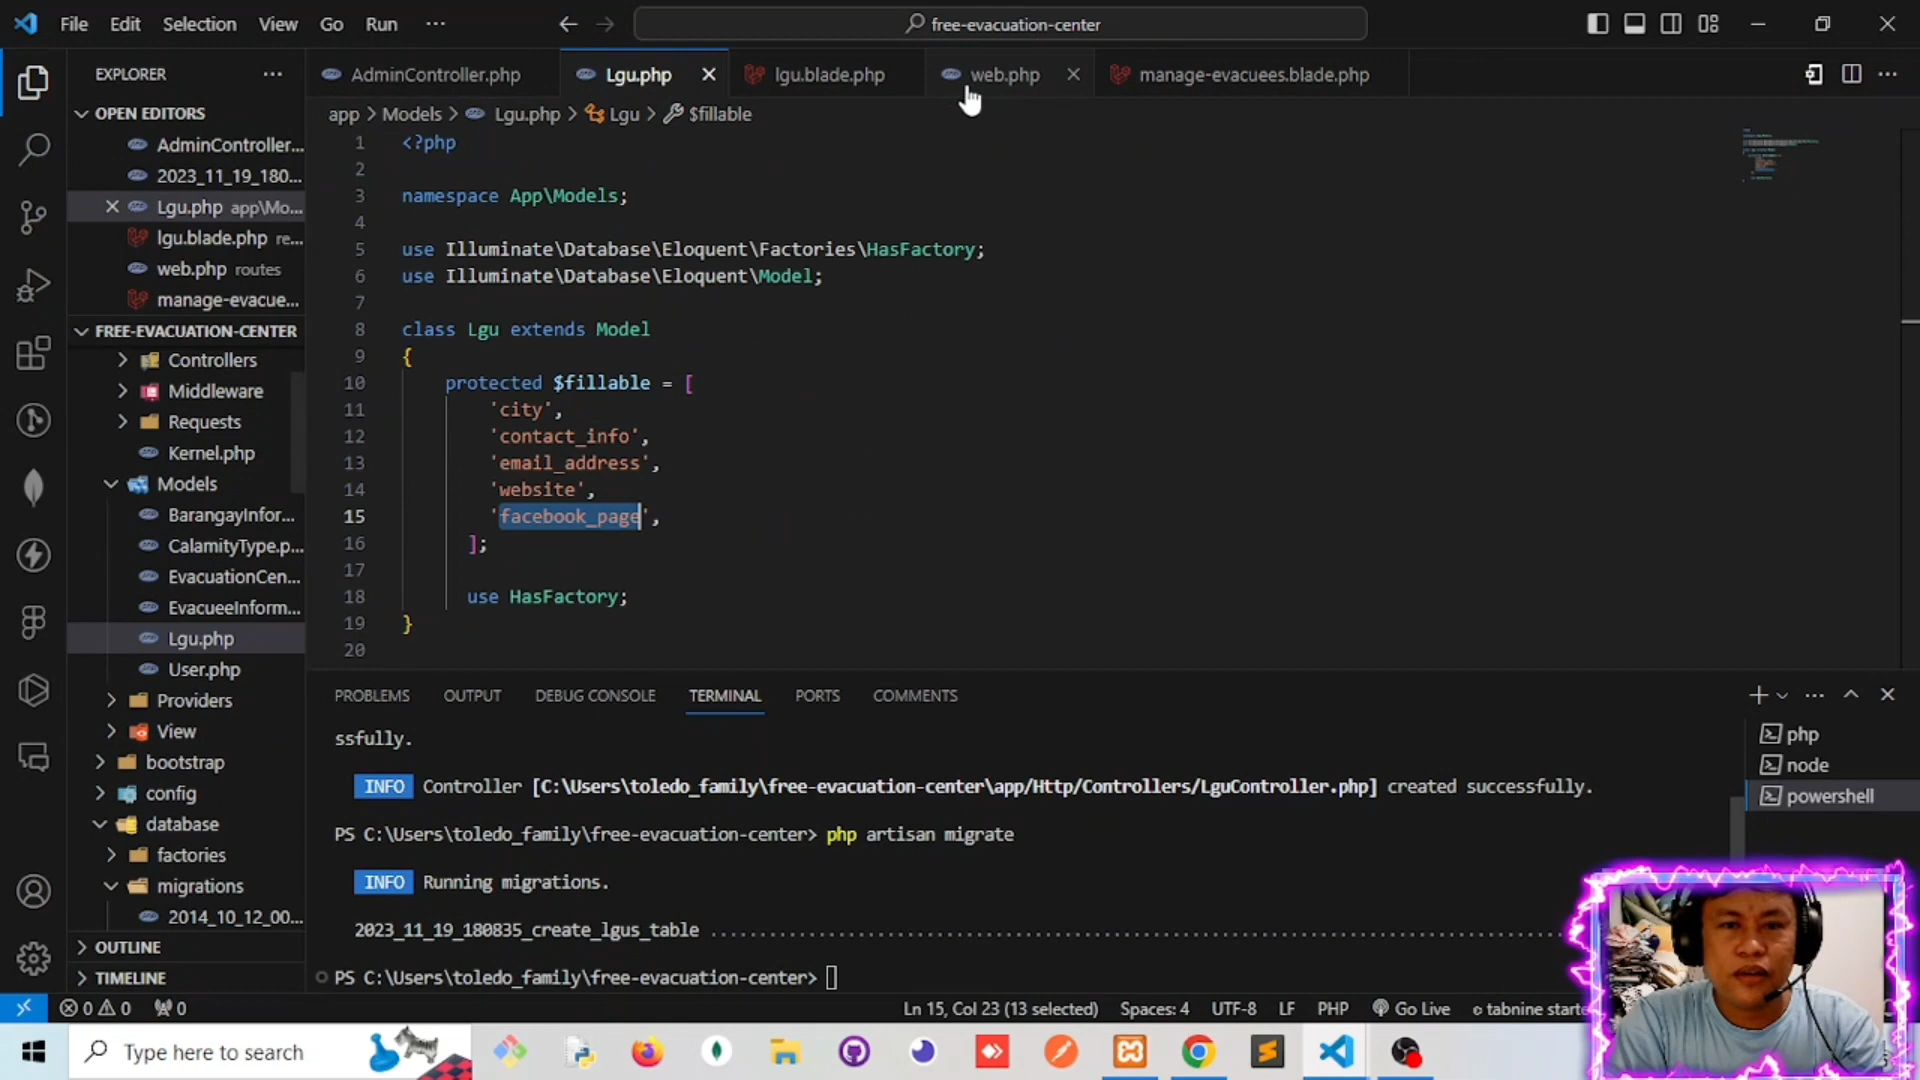 File Edit Selection View Go Run ···
free-evacuation-center
EXPLORER
AdminController.php
Lgu.php
lgu.blade.php
web.php
manage-evacuees.blade.php
OPEN EDITORS
AdminController...
2023_11_19_180...
Lgu.php app\Mo...
lgu.blade.php re...
web.php routes
manage-evacue...
FREE-EVACUATION-CENTER
Controllers
Middleware
Requests
Kernel.php
Models
BarangayInfor...
CalamityType.p...
EvacuationCen...
EvacueeInform...
Lgu.php
User.php
Providers
View
bootstrap
config
database
factories
migrations
2014_10_12_00...
OUTLINE
TIMELINE
app > Models > Lgu.php > Lgu > $fillable
1 <?php
2
3 namespace App\Models;
4
5 use Illuminate\Database\Eloquent\Factories\HasFactory;
6 use Illuminate\Database\Eloquent\Model;
7
8 class Lgu extends Model
9 {
10 protected $fillable = [
11 'city',
12 'contact_info',
13 'email_address',
14 'website',
15 'facebook_page',
16 ];
17
18 use HasFactory;
19 }
20
PROBLEMS OUTPUT DEBUG CONSOLE TERMINAL PORTS COMMENTS
ssfully.
INFO Controller [C:\Users\toledo_family\free-evacuation-center\app/Http/Controllers/LguController.php] created successfully.
PS C:\Users\toledo_family\free-evacuation-center> php artisan migrate
INFO Running migrations.
2023_11_19_180835_create_lgus_table ................................................................
PS C:\Users\toledo_family\free-evacuation-center>
php
node
powershell
0 0 0
Ln 15, Col 23 (13 selected) Spaces: 4 UTF-8 LF PHP Go Live tabnine starte
Type here to search